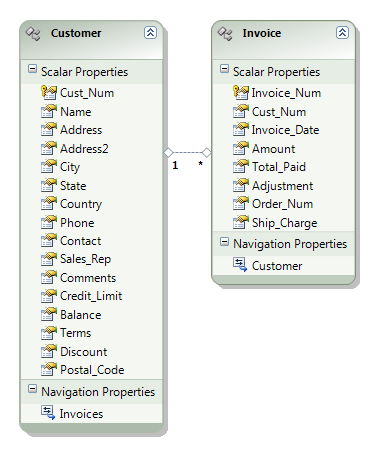 Customer
Scalar Properties
Cust_Num
Name
Address
Address2
City
State
Country
Phone
Contact
Sales_Rep
Comments
Credit_Limit
Balance
Terms
Discount
Postal_Code
Navigation Properties
Invoices
1 *
Invoice
Scalar Properties
Invoice_Num
Cust_Num
Invoice_Date
Amount
Total_Paid
Adjustment
Order_Num
Ship_Charge
Navigation Properties
Customer